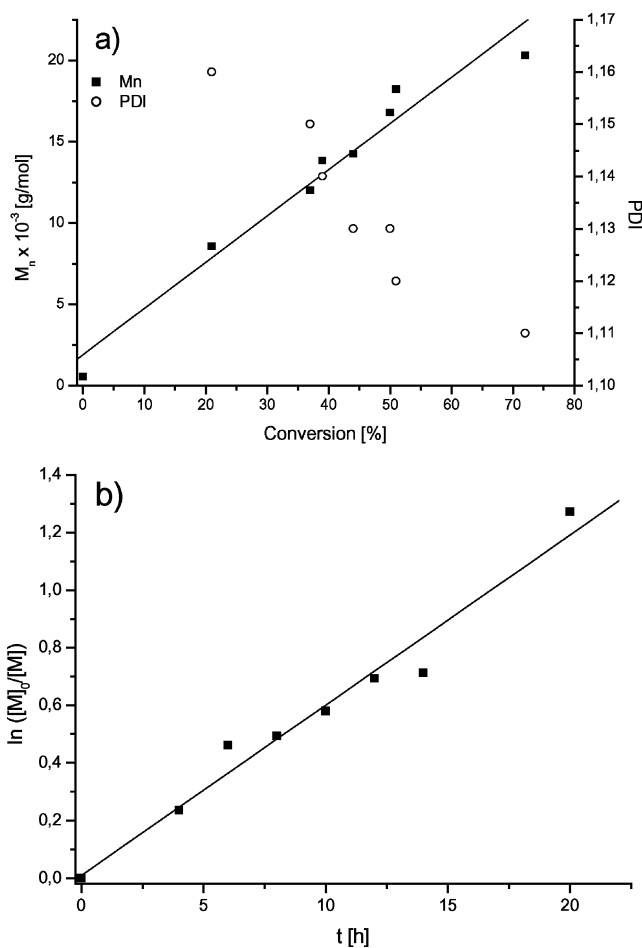 a)
Mn
PDI
20
15
10
5
0
Mₙ x 10⁻³ [g/mol]
1,17
1,16
1,15
1,14
1,13
1,12
1,11
1,10
PDI
0 10 20 30 40 50 60 70 80
Conversion [%]
b)
1,4
1,2
1,0
0,8
0,6
0,4
0,2
0,0
ln ([M]₀/[M])
0 5 10 15 20
t [h]